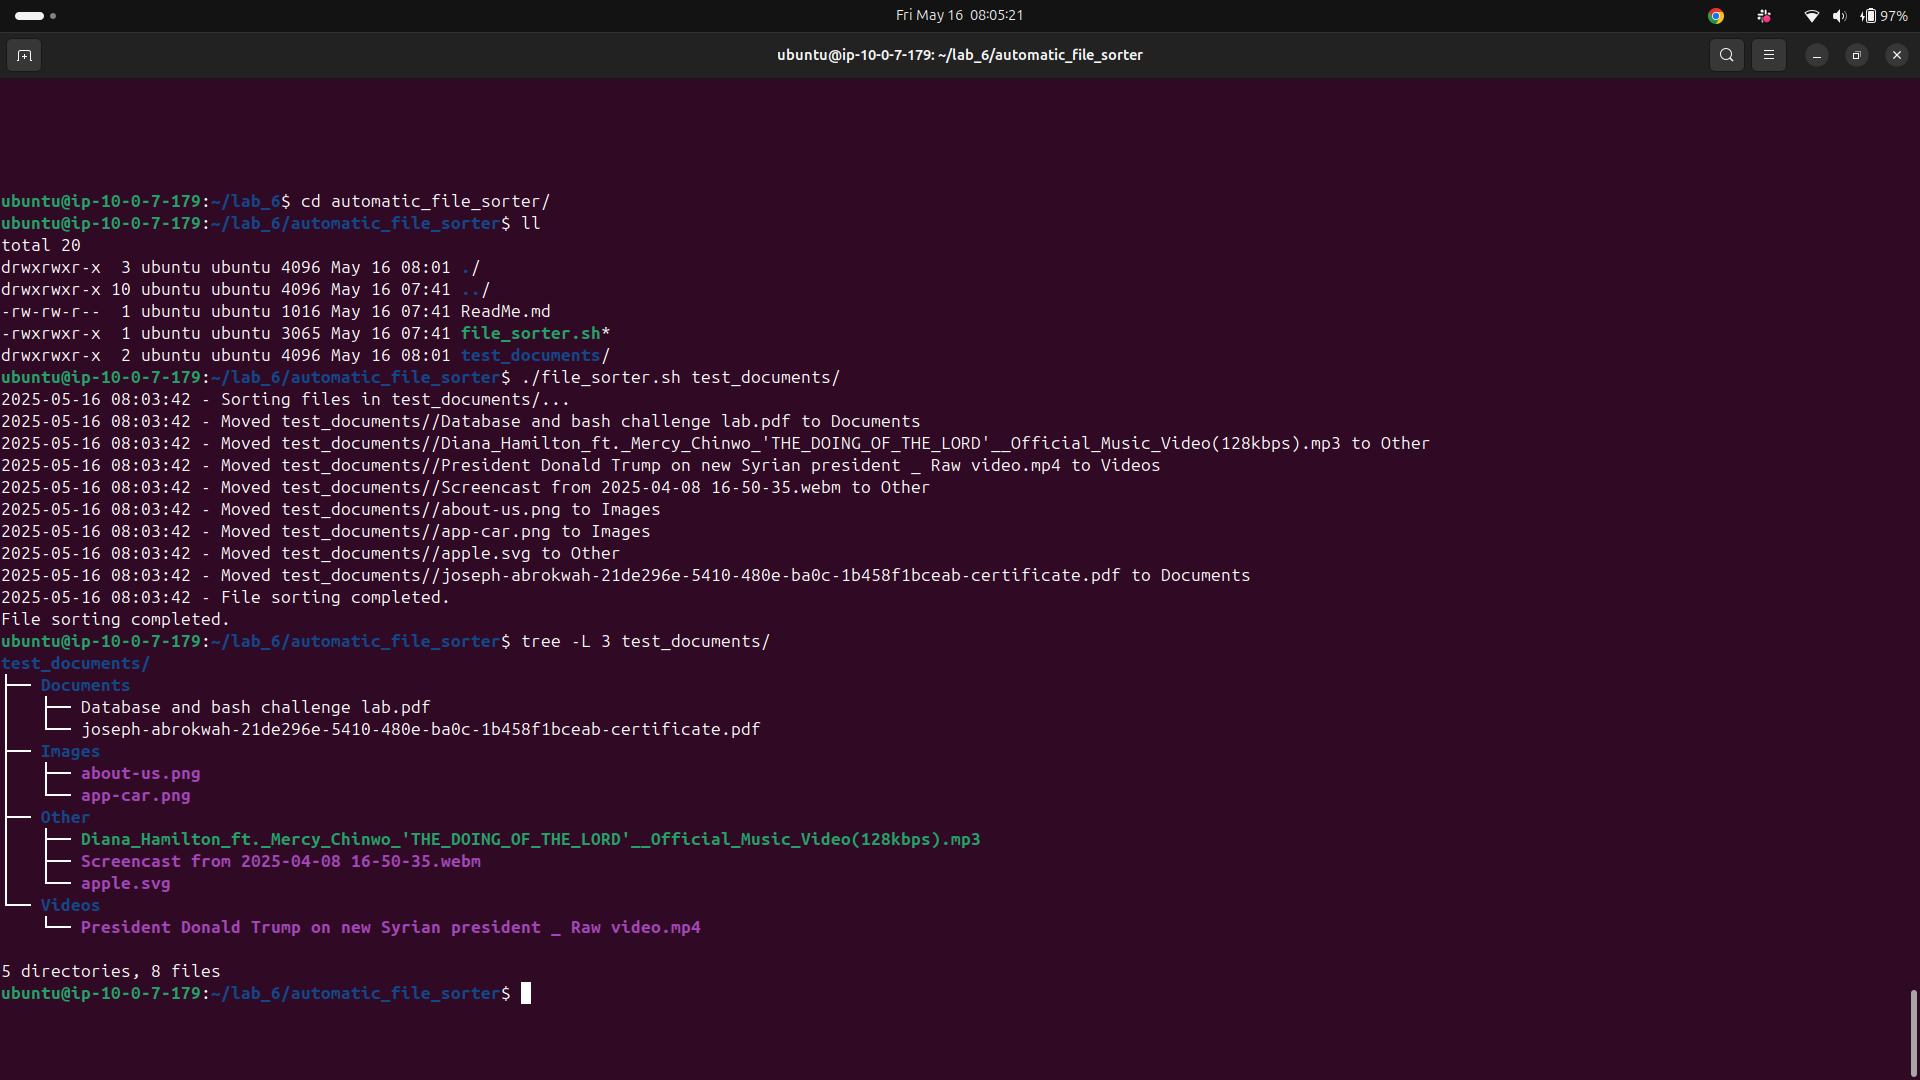 Fri May 16 08:05:21
97%
ubuntu@ip-10-0-7-179: ~/lab_6/automatic_file_sorter
ubuntu@ip-10-0-7-179:~/lab_6$ cd automatic_file_sorter/
ubuntu@ip-10-0-7-179:~/lab_6/automatic_file_sorter$ ll
total 20
drwxrwxr-x  3 ubuntu ubuntu 4096 May 16 08:01 ./
drwxrwxr-x 10 ubuntu ubuntu 4096 May 16 07:41 ../
-rw-rw-r--  1 ubuntu ubuntu 1016 May 16 07:41 ReadMe.md
-rwxrwxr-x  1 ubuntu ubuntu 3065 May 16 07:41 file_sorter.sh*
drwxrwxr-x  2 ubuntu ubuntu 4096 May 16 08:01 test_documents/
ubuntu@ip-10-0-7-179:~/lab_6/automatic_file_sorter$ ./file_sorter.sh test_documents/
2025-05-16 08:03:42 - Sorting files in test_documents/...
2025-05-16 08:03:42 - Moved test_documents//Database and bash challenge lab.pdf to Documents
2025-05-16 08:03:42 - Moved test_documents//Diana_Hamilton_ft._Mercy_Chinwo_'THE_DOING_OF_THE_LORD'__Official_Music_Video(128kbps).mp3 to Other
2025-05-16 08:03:42 - Moved test_documents//President Donald Trump on new Syrian president _ Raw video.mp4 to Videos
2025-05-16 08:03:42 - Moved test_documents//Screencast from 2025-04-08 16-50-35.webm to Other
2025-05-16 08:03:42 - Moved test_documents//about-us.png to Images
2025-05-16 08:03:42 - Moved test_documents//app-car.png to Images
2025-05-16 08:03:42 - Moved test_documents//apple.svg to Other
2025-05-16 08:03:42 - Moved test_documents//joseph-abrokwah-21de296e-5410-480e-ba0c-1b458f1bceab-certificate.pdf to Documents
2025-05-16 08:03:42 - File sorting completed.
File sorting completed.
ubuntu@ip-10-0-7-179:~/lab_6/automatic_file_sorter$ tree -L 3 test_documents/
test_documents/
├── Documents
│   ├── Database and bash challenge lab.pdf
│   └── joseph-abrokwah-21de296e-5410-480e-ba0c-1b458f1bceab-certificate.pdf
├── Images
│   ├── about-us.png
│   └── app-car.png
├── Other
│   ├── Diana_Hamilton_ft._Mercy_Chinwo_'THE_DOING_OF_THE_LORD'__Official_Music_Video(128kbps).mp3
│   ├── Screencast from 2025-04-08 16-50-35.webm
│   └── apple.svg
└── Videos
    └── President Donald Trump on new Syrian president _ Raw video.mp4
5 directories, 8 files
ubuntu@ip-10-0-7-179:~/lab_6/automatic_file_sorter$